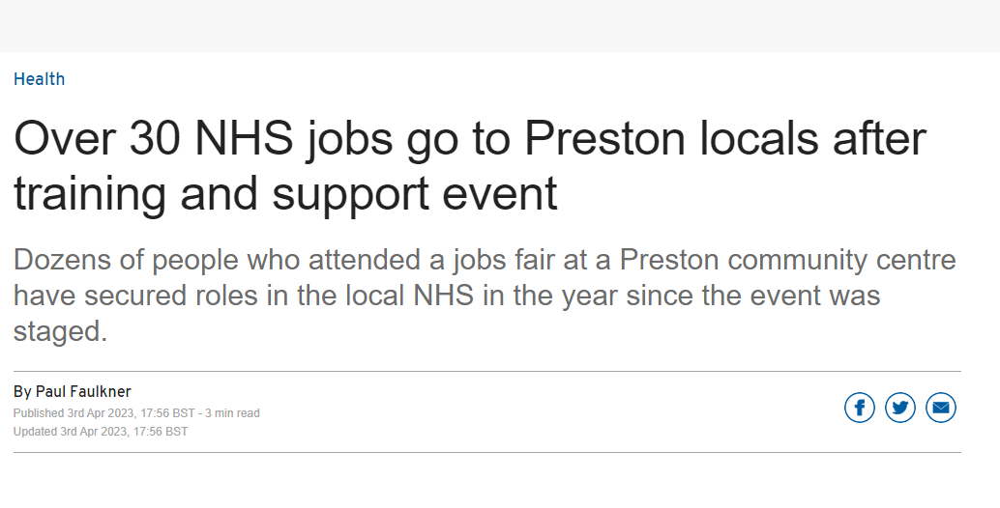 Health
Over 30 NHS jobs go to Preston locals after
training and support event
Dozens of people who attended a jobs fair at a Preston community centre
have secured roles in the local NHS in the year since the event was
staged.
By Paul Faulkner
Published 3rd Apr 2023, 17:56 BST - 3 min read
Updated 3rd Apr 2023, 17:56 BST